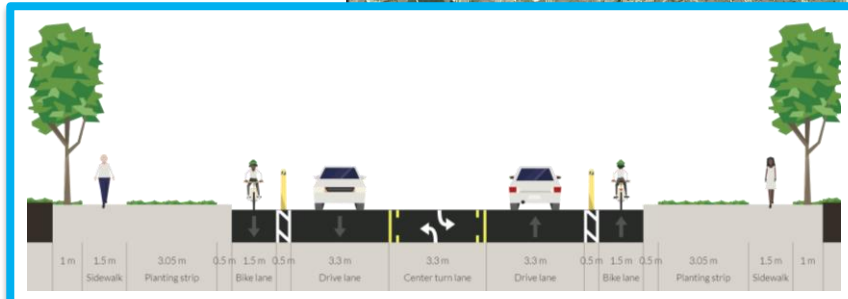 1 m 1.5 m 3.05 m 0.5 m 1.5 m 0.5 m 3.3 m 3.3 m 3.3 m 0.5 m 1.5 m 0.5 m 3.05 m 1.5 m 1 m
Sidewalk Planting strip Bike lane Drive lane Center turn lane Drive lane Bike lane Planting strip Sidewalk